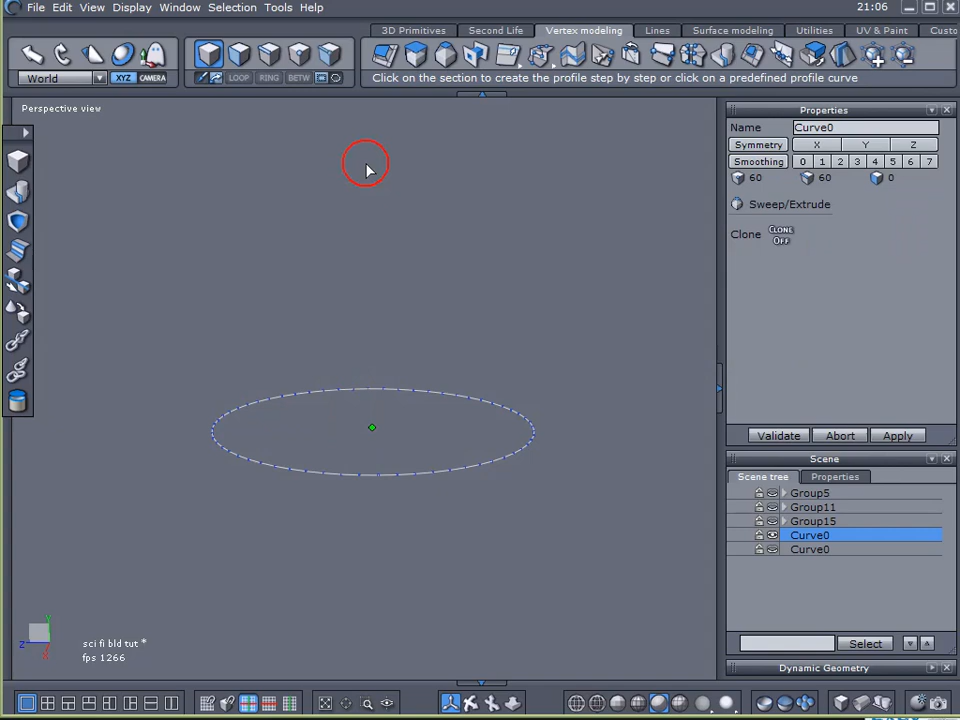 File Edit View Display Selection Tools Help 21:06
3D Primitives Second Life Vertex modeling Lines Surface modeling Utilities UV & Paint Custo
World XYZ CAMERA LOOP RING BETW Click on the section to create the profile step by step or click on a predefined profile curve
Perspective view
Properties
Name Curve0
Symmetry X Y Z
Smoothing 0 1 2 3 4 5 6 7
60 60 0
Sweep/Extrude
Clone CLONE OFF
Validate Abort Apply
Scene
Scene tree Properties
Group5
Group11
Group15
Curve0
Curve0
Select
Dynamic Geometry
Y
Z X
sci fi bld tut *
fps 1266